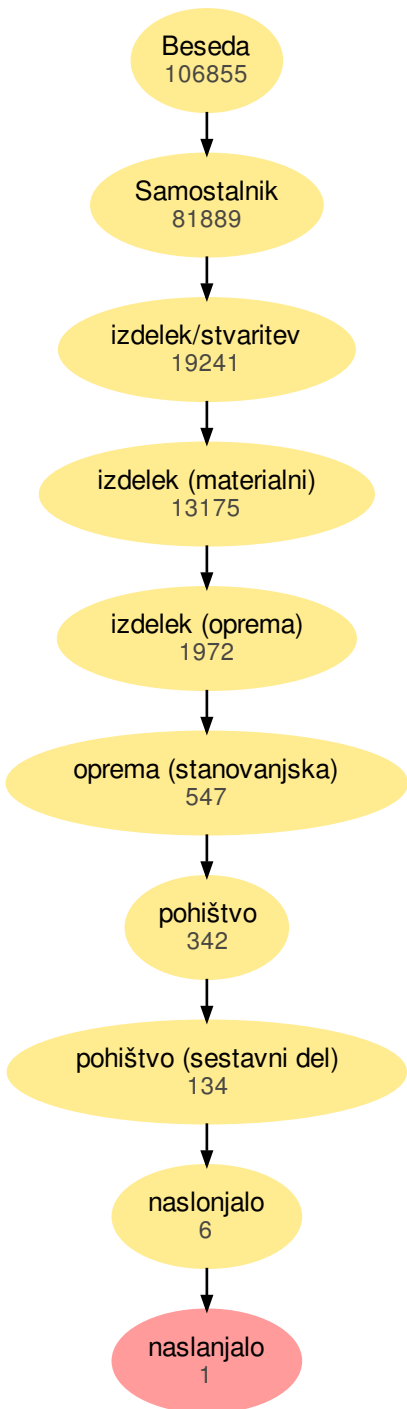 Beseda
106855
Samostalnik
81889
izdelek/stvaritev
19241
izdelek (materialni)
13175
izdelek (oprema)
1972
oprema (stanovanjska)
547
pohištvo
342
pohištvo (sestavni del)
134
naslonjalo
6
naslanjalo
1